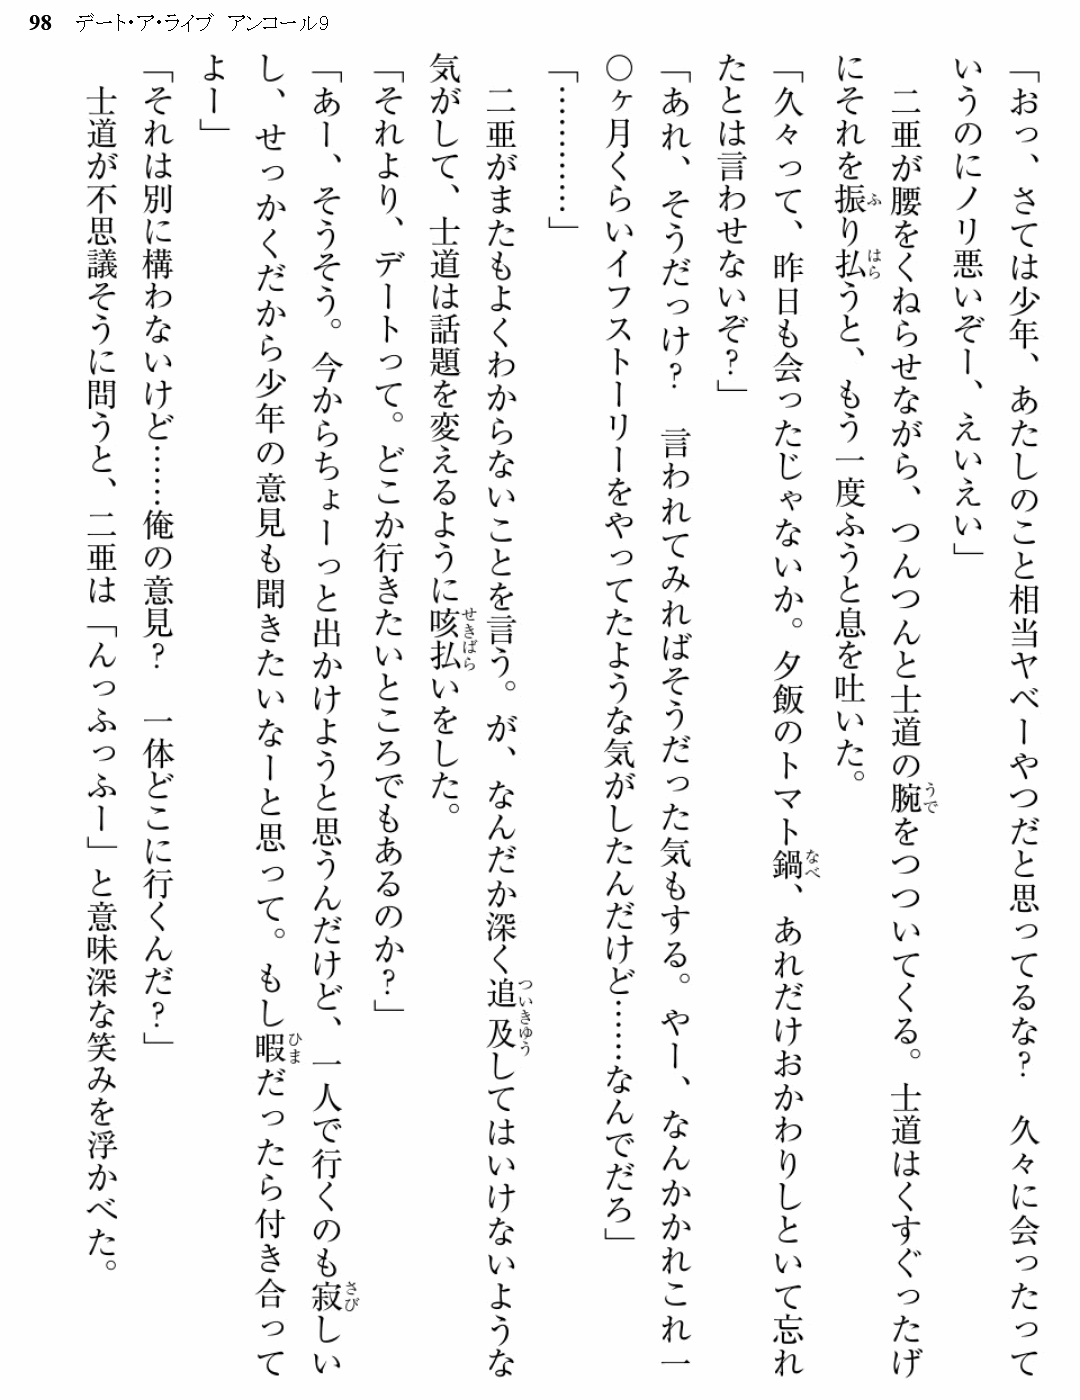 98 デート・ア・ライブ アンコール9
「おっ、さては少年、あたしのこと相当ヤベーやつだと思ってるな？　久々に会ったって
いうのにノリ悪いぞー、えいえい」
　二亜が腰をくねらせながら、つんつんと士道の腕をつついてくる。士道はくすぐったげ
にそれを振り払うと、もう一度ふうと息を吐いた。
「久々って、昨日も会ったじゃないか。夕飯のトマト鍋、あれだけおかわりしといて忘れ
たとは言わせないぞ？」
「あれ、そうだっけ？　言われてみればそうだった気もする。やー、なんかかれこれ一
〇ヶ月くらいイフストーリーをやってたような気がしたんだけど……なんでだろ」
「…………」
　二亜がまたもよくわからないことを言う。が、なんだか深く追及してはいけないような
気がして、士道は話題を変えるように咳払いをした。
「それより、デートって。どこか行きたいところでもあるのか？」
「あー、そうそう。今からちょーっと出かけようと思うんだけど、一人で行くのも寂しい
し、せっかくだから少年の意見も聞きたいなーと思って。もし暇だったら付き合って
よー」
「それは別に構わないけど……俺の意見？　一体どこに行くんだ？」
　士道が不思議そうに問うと、二亜は「んっふっふー」と意味深な笑みを浮かべた。